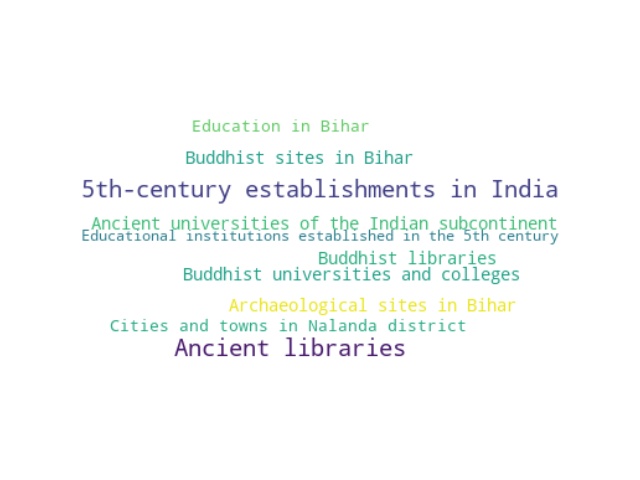 Education in Bihar
Buddhist sites in Bihar
5th-century establishments in India
Ancient universities of the Indian subcontinent
Educational institutions established in the 5th century
Buddhist libraries
Buddhist universities and colleges
Archaeological sites in Bihar
Cities and towns in Nalanda district
Ancient libraries